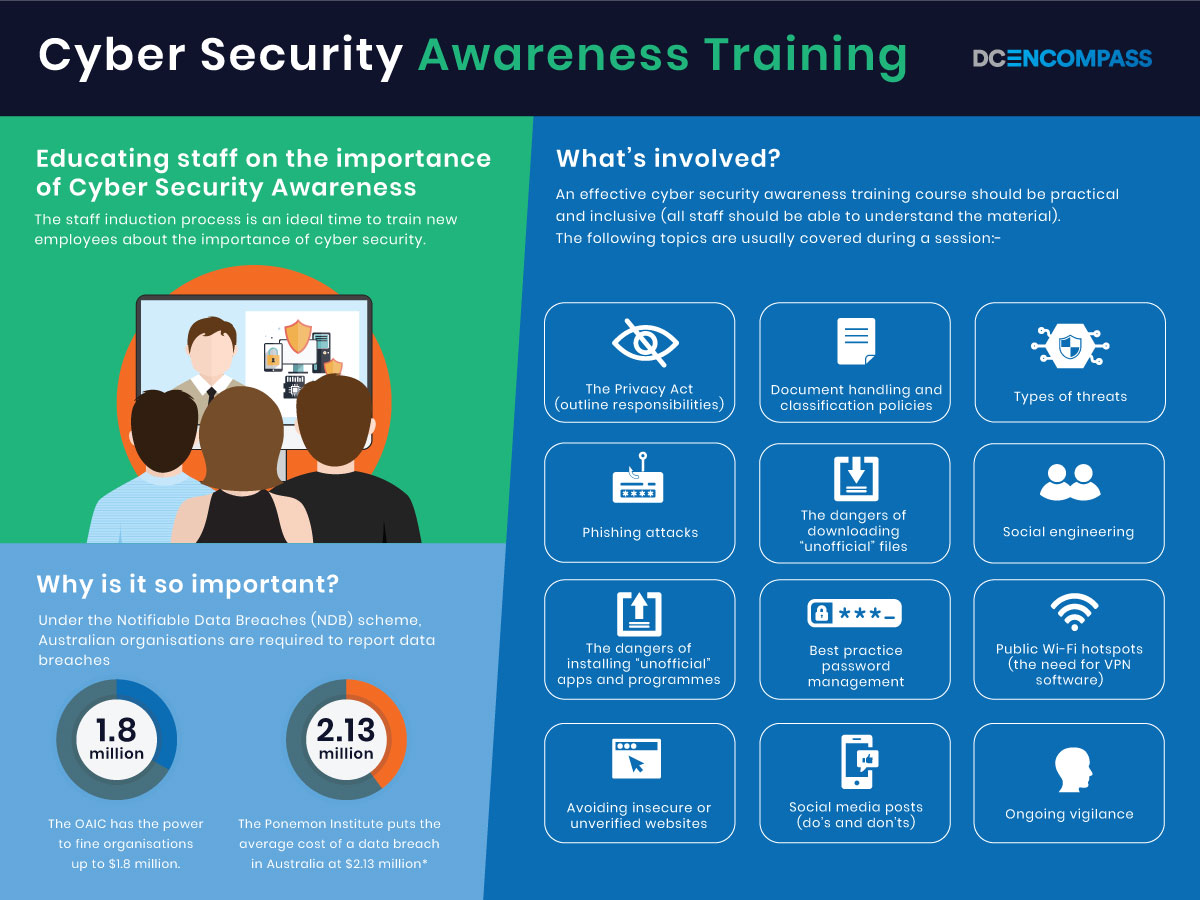 Cyber Security Awareness Training
DCENCOMPASS
Educating staff on the importance
of Cyber Security Awareness
The staff induction process is an ideal time to train new
employees about the importance of cyber security.
Why is it so important?
Under the Notifiable Data Breaches (NDB) scheme,
Australian organisations are required to report data
breaches
1.8
million
The OAIC has the power
to fine organisations
up to $1.8 million.
2.13
million
The Ponemon Institute puts the
average cost of a data breach
in Australia at $2.13 million*
What's involved?
An effective cyber security awareness training course should be practical
and inclusive (all staff should be able to understand the material).
The following topics are usually covered during a session:-
The Privacy Act
(outline responsibilities)
Document handling and
classification policies
Types of threats
Phishing attacks
The dangers of
downloading
"unofficial" files
Social engineering
The dangers of
installing "unofficial"
apps and programmes
Best practice
password
management
Public Wi-Fi hotspots
(the need for VPN
software)
Avoiding insecure or
unverified websites
Social media posts
(do's and don'ts)
Ongoing vigilance